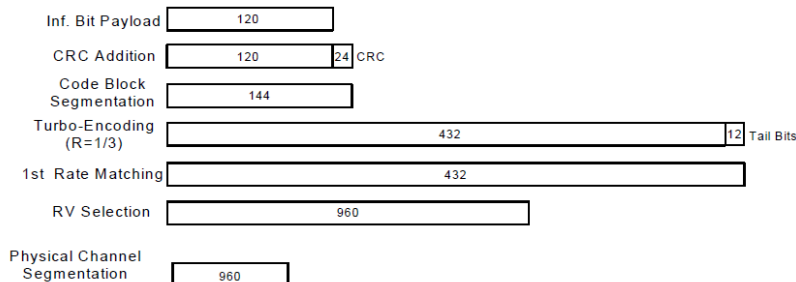 Inf. Bit Payload 120
CRC Addition 120 24 CRC
Code Block
Segmentation 144
Turbo-Encoding
(R=1/3) 432 12 Tail Bits
1st Rate Matching 432
RV Selection 960
Physical Channel
Segmentation 960